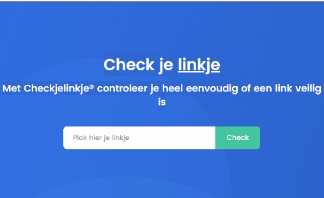 Check je linkje
Met Checkjelinkje® controleer je heel eenvoudig of een link veilig
is
Plak hier je linkje
Check